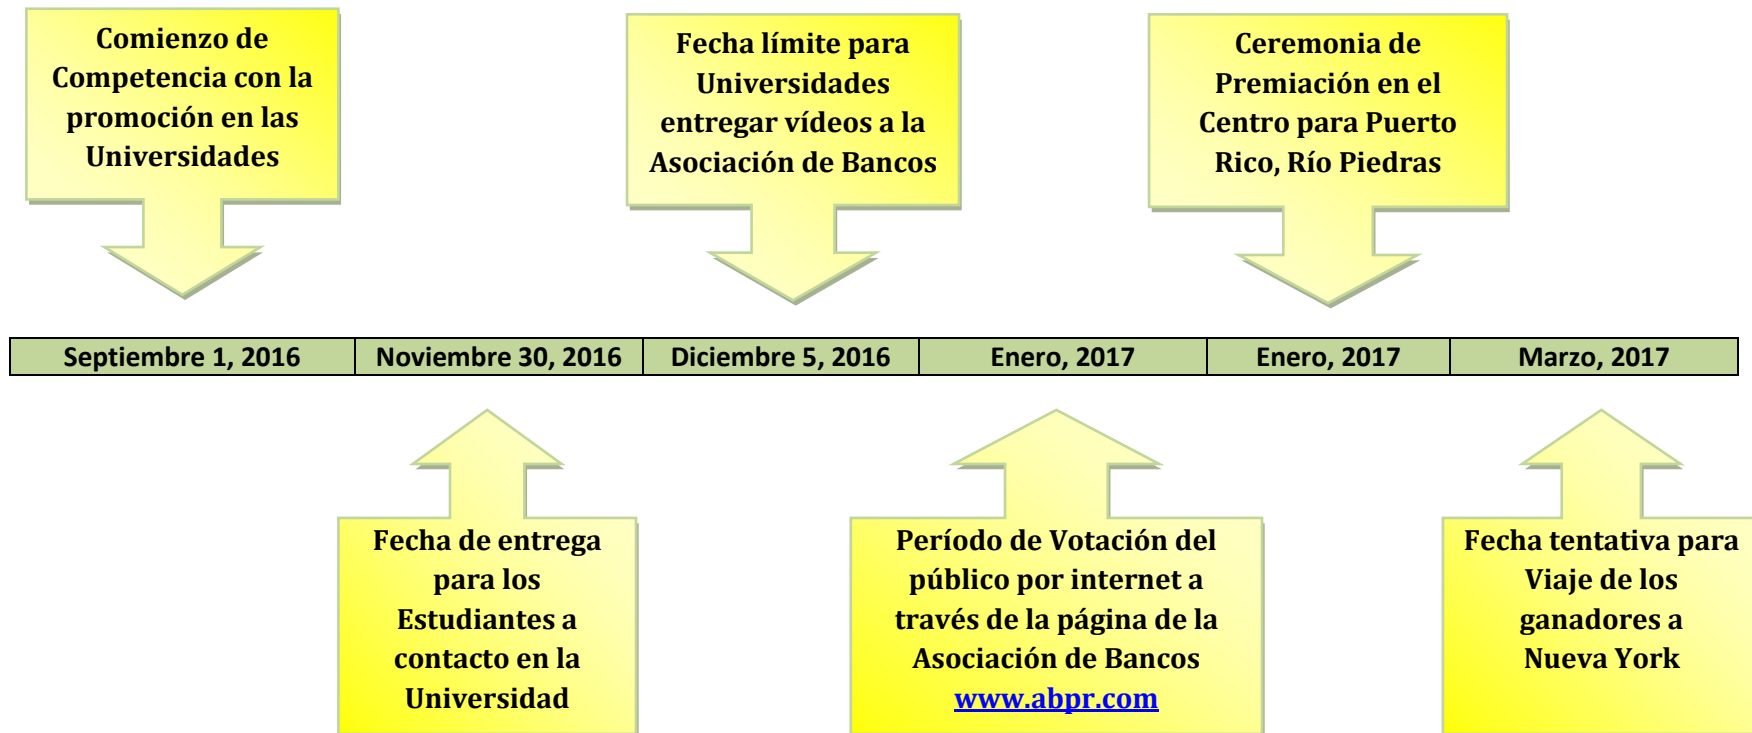 Comienzo de
Competencia con la
promoción en las
Universidades
Fecha límite para
Universidades
entregar vídeos a la
Asociación de Bancos
Ceremonia de
Premiación en el
Centro para Puerto
Rico, Río Piedras
Septiembre 1, 2016
Noviembre 30, 2016
Diciembre 5, 2016
Enero, 2017
Enero, 2017
Marzo, 2017
Fecha de entrega
para los
Estudiantes a
contacto en la
Universidad
Período de Votación del
público por internet a
través de la página de la
Asociación de Bancos
www.abpr.com
Fecha tentativa para
Viaje de los
ganadores a
Nueva York